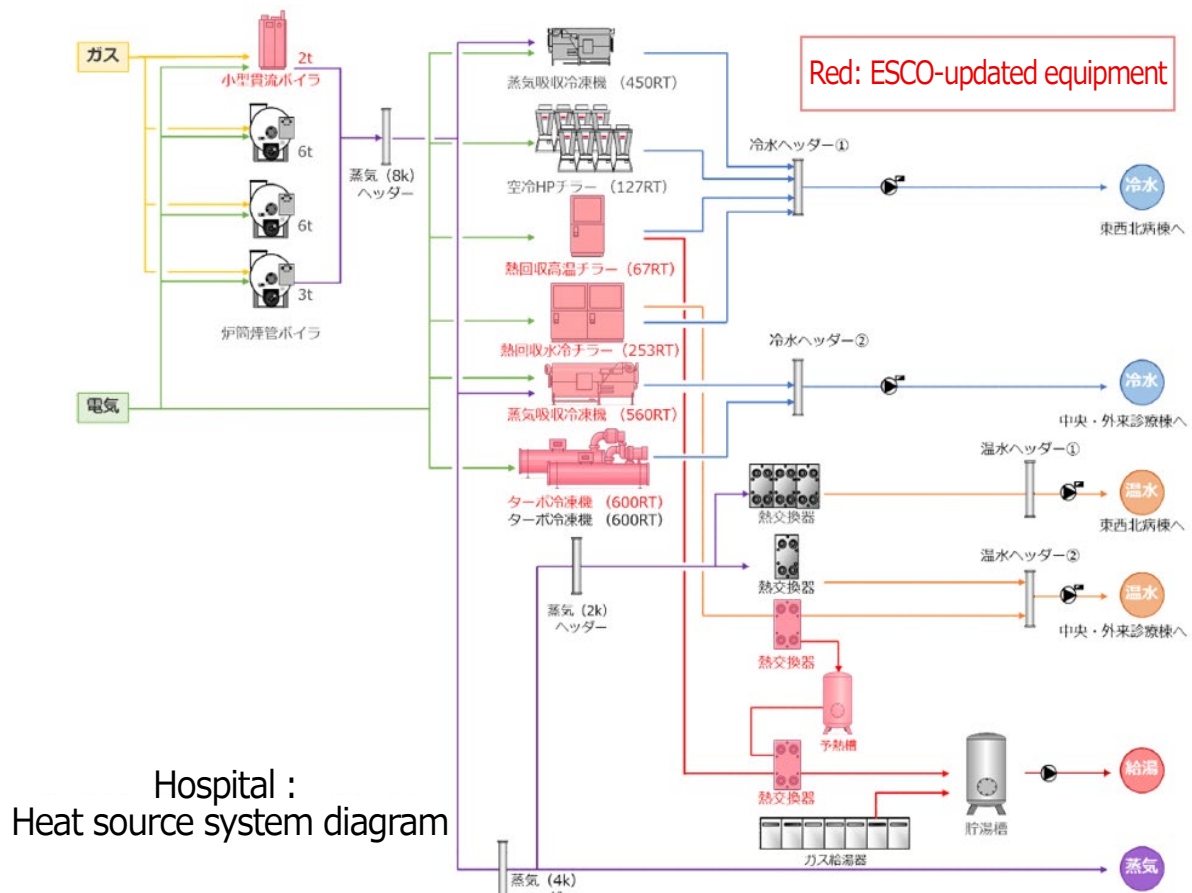 ガス
2t
小型貫流ボイラ
6t
6t
3t
炉筒煙管ボイラ
電気
蒸気（8k）
ヘッダー
蒸気吸収冷凍機（450RT）
空冷HPチラー（127RT）
熱回収高温チラー（67RT）
熱回収水冷チラー（253RT）
蒸気吸収冷凍機（560RT）
ターボ冷凍機（600RT）
ターボ冷凍機（600RT）
Red: ESCO-updated equipment
冷水ヘッダー①
冷水
東西北病棟へ
冷水ヘッダー②
冷水
中央・外来診療棟へ
温水ヘッダー①
熱交換器
温水
東西北病棟へ
温水ヘッダー②
熱交換器
温水
中央・外来診療棟へ
蒸気（2k）
ヘッダー
熱交換器
予熱槽
熱交換器
ガス給湯器
貯湯槽
給湯
蒸気
蒸気（4k）
Hospital :
Heat source system diagram